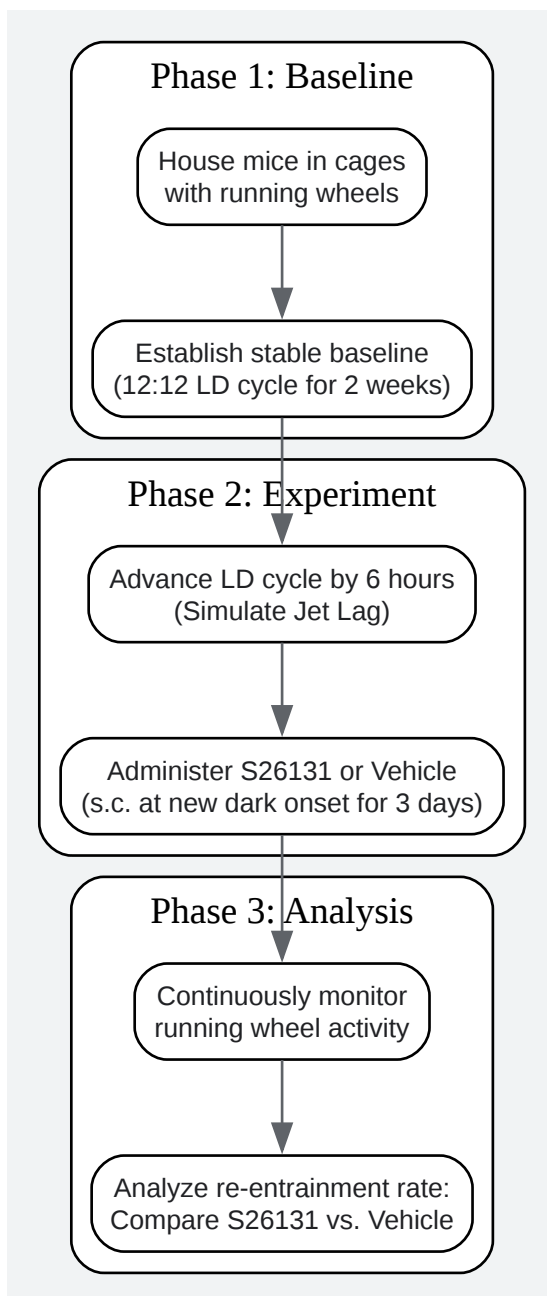 Phase 1: Baseline
House mice in cages
with running wheels
Establish stable baseline
(12:12 LD cycle for 2 weeks)
Phase 2: Experiment
Advance LD cycle by 6 hours
(Simulate Jet Lag)
Administer S26131 or Vehicle
(s.c. at new dark onset for 3 days)
Phase 3: Analysis
Continuously monitor
running wheel activity
Analyze re-entrainment rate:
Compare S26131 vs. Vehicle